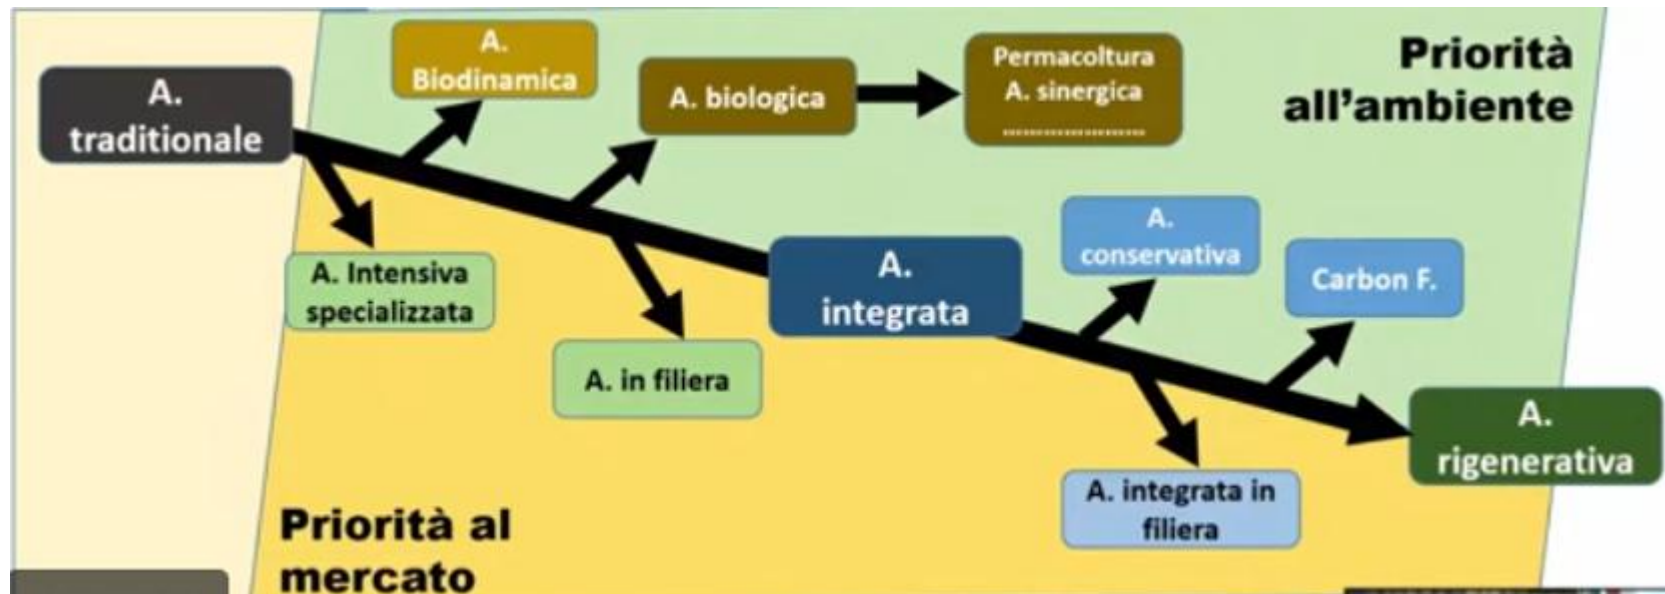 A.
traditionale
A.
Biodinamica
A. biologica
Permacoltura
A. sinergica
......................
Priorità
all'ambiente
A. Intensiva
specializzata
A. in filiera
A.
integrata
A.
conservativa
Carbon F.
A.
rigenerativa
A. integrata in
filiera
Priorità al
mercato